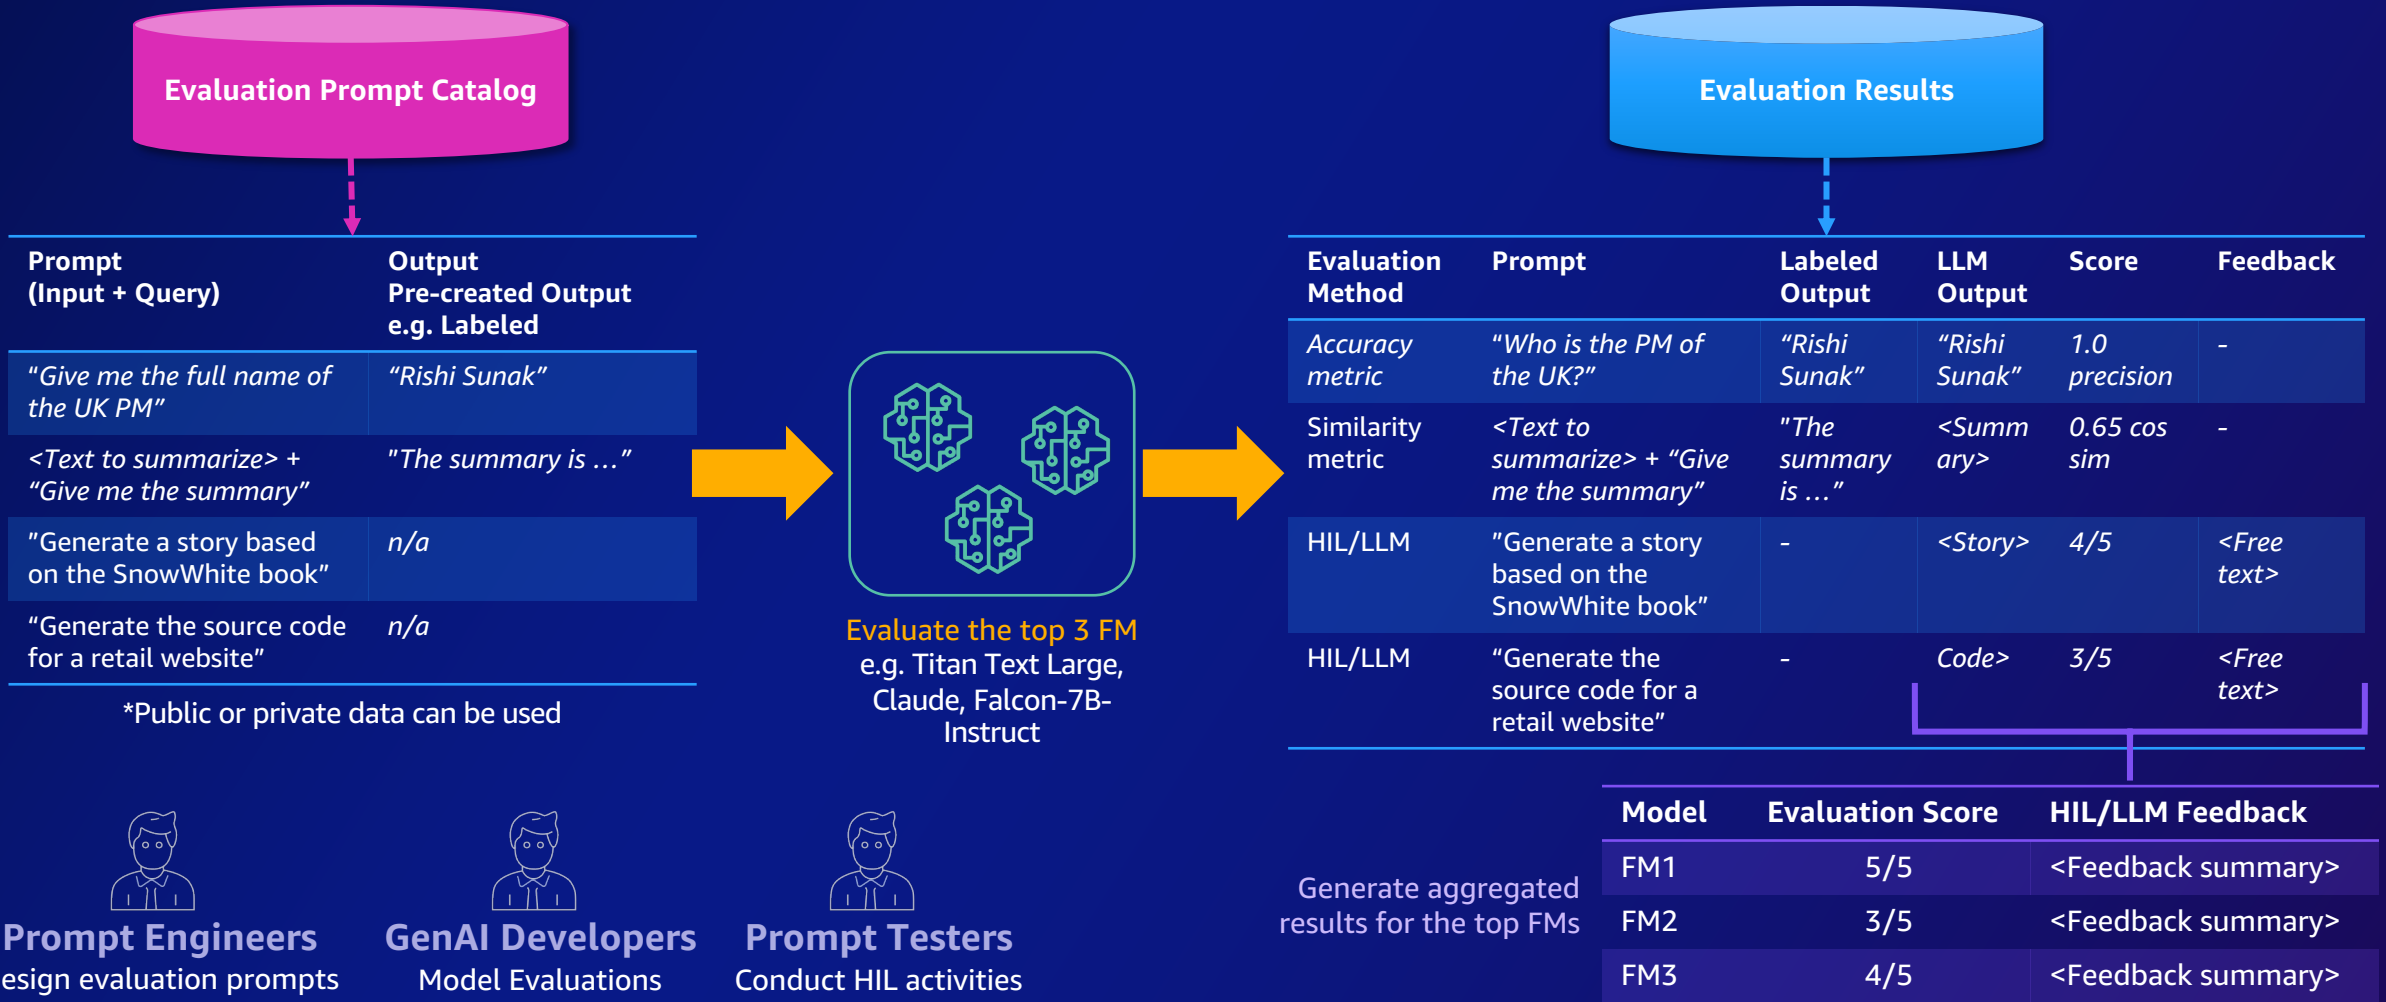 Evaluation Prompt Catalog
Prompt
(Input + Query)
Output
Pre-created Output
e.g. Labeled
“Give me the full name of
the UK PM”
“Rishi Sunak”
<Text to summarize> +
“Give me the summary”
"The summary is …”
"Generate a story based
on the SnowWhite book”
n/a
“Generate the source code
for a retail website”
n/a
*Public or private data can be used
Evaluate the top 3 FM
e.g. Titan Text Large,
Claude, Falcon-7B-
Instruct
Evaluation Results
Evaluation
Method
Prompt
Labeled
Output
LLM
Output
Score
Feedback
Accuracy
metric
“Who is the PM of
the UK?”
“Rishi
Sunak”
“Rishi
Sunak”
1.0
precision
-
Similarity
metric
<Text to
summarize> + “Give
me the summary”
"The
summary
is …”
<Summ
ary>
0.65 cos
sim
-
HIL/LLM
"Generate a story
based on the
SnowWhite book”
-
<Story>
4/5
<Free
text>
HIL/LLM
“Generate the
source code for a
retail website”
-
Code>
3/5
<Free
text>
Generate aggregated
results for the top FMs
Model Evaluation Score HIL/LLM Feedback
FM1 5/5 <Feedback summary>
FM2 3/5 <Feedback summary>
FM3 4/5 <Feedback summary>
Prompt Engineers
esign evaluation prompts
GenAI Developers
Model Evaluations
Prompt Testers
Conduct HIL activities